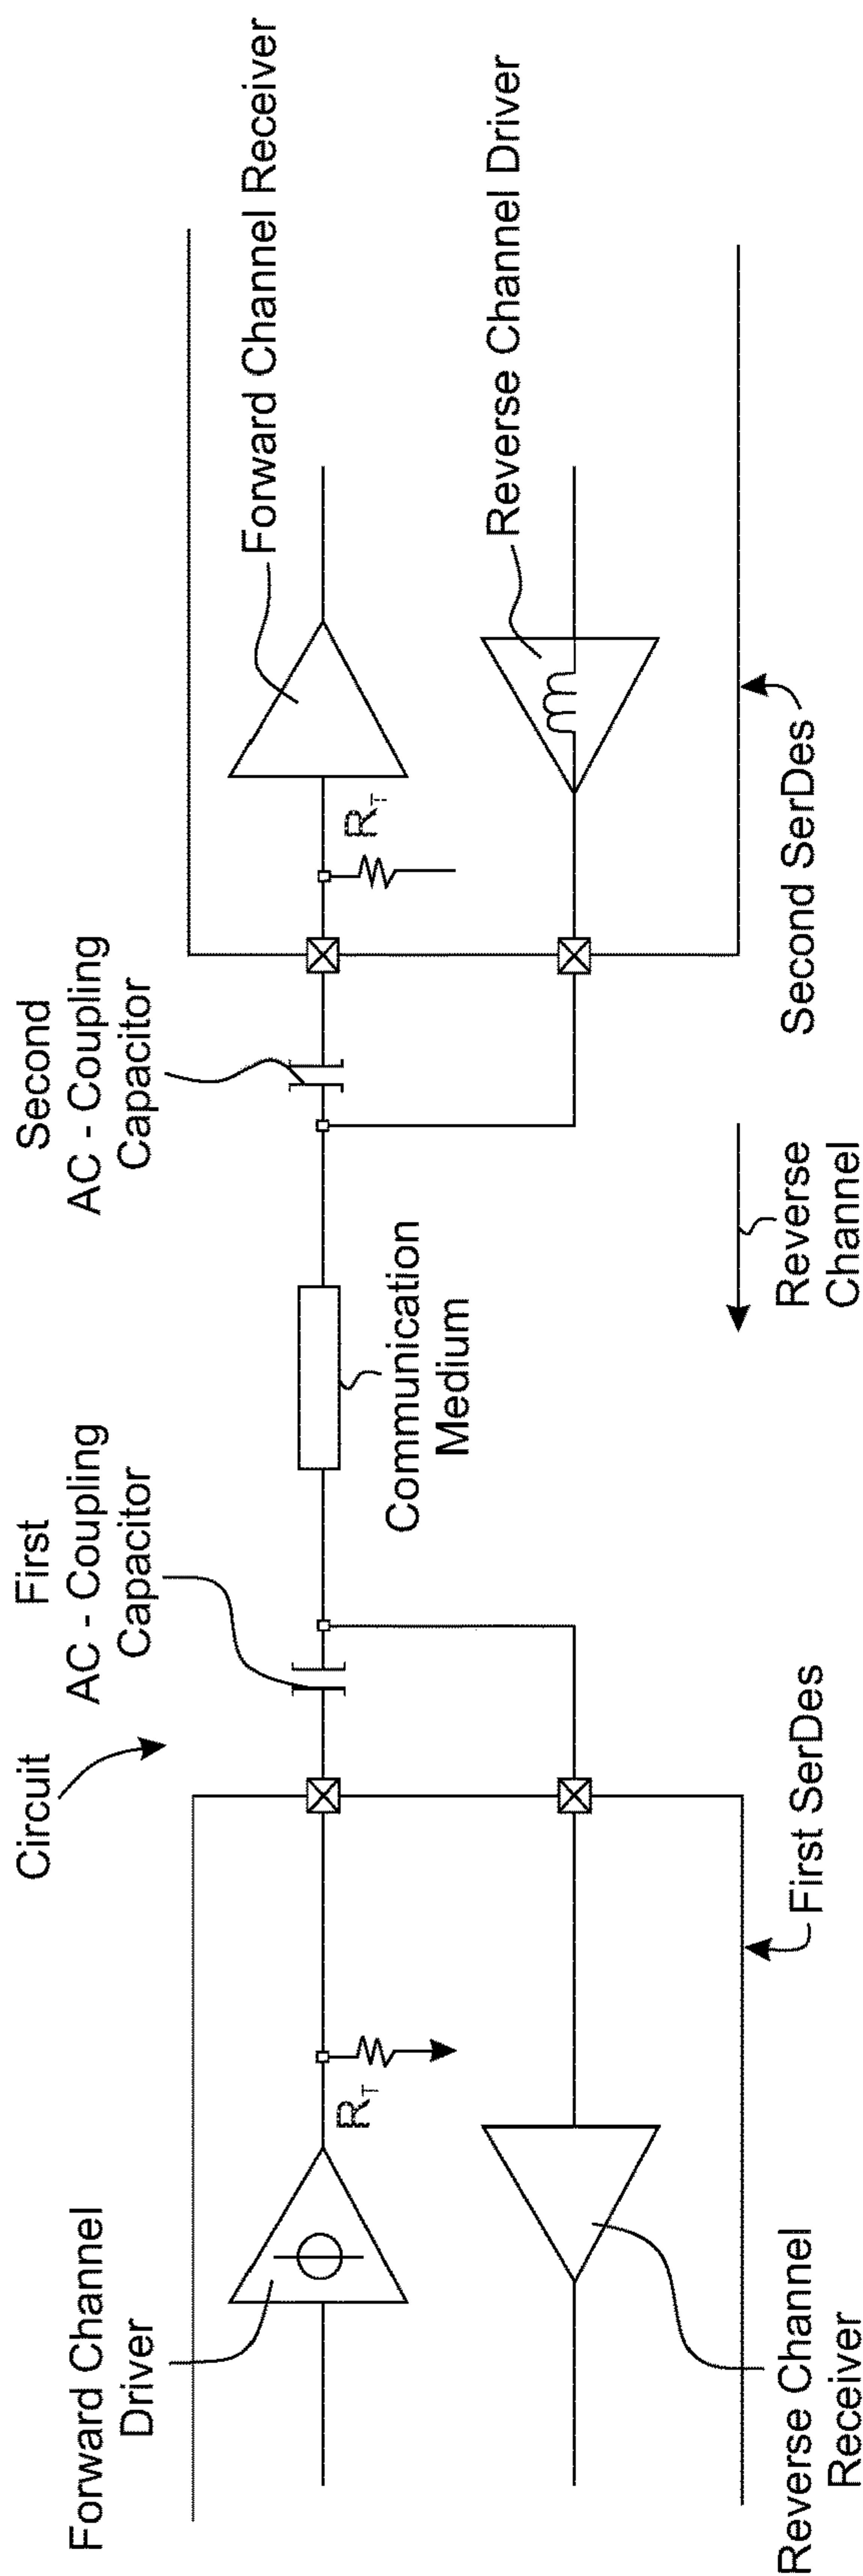 Circuit
First
AC - Coupling
Capacitor
Second
AC - Coupling
Capacitor
Forward Channel
Driver
R_T
Communication
Medium
R_T
Forward Channel Receiver
Reverse Channel Driver
Reverse Channel
Receiver
First SerDes
Reverse
Channel
Second SerDes